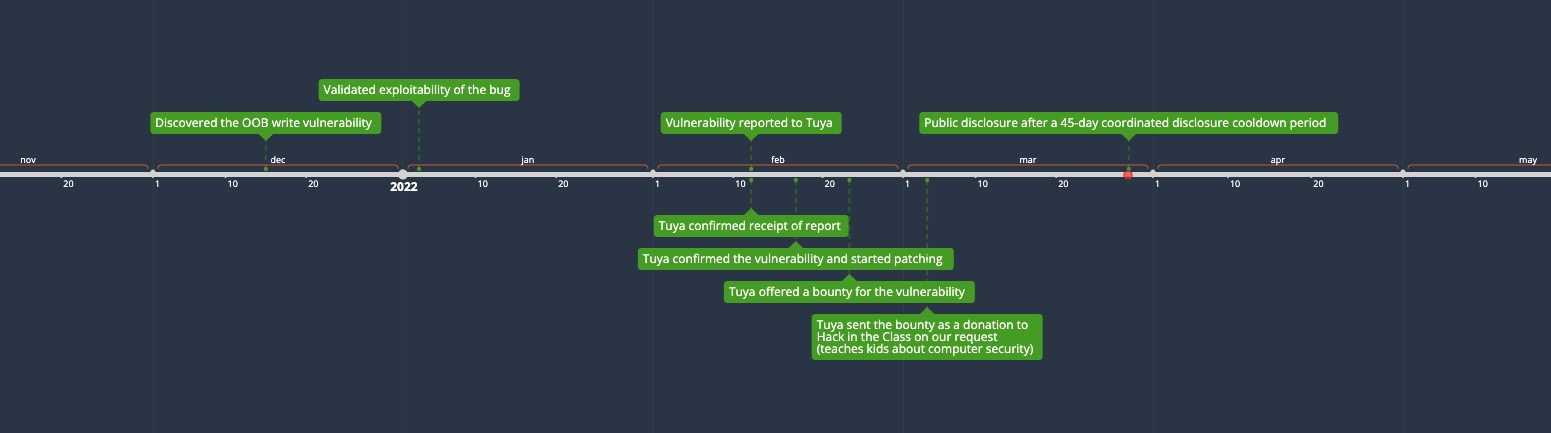 Validated exploitability of the bug
Discovered the OOB write vulnerability
Vulnerability reported to Tuya
Public disclosure after a 45-day coordinated disclosure cooldown period
nov dec jan feb mar apr may
20 1 10 20 2022 10 20 1 10 20 1 10 20 1 10 20 1 10
Tuya confirmed receipt of report
Tuya confirmed the vulnerability and started patching
Tuya offered a bounty for the vulnerability
Tuya sent the bounty as a donation to
Hack in the Class on our request
(teaches kids about computer security)